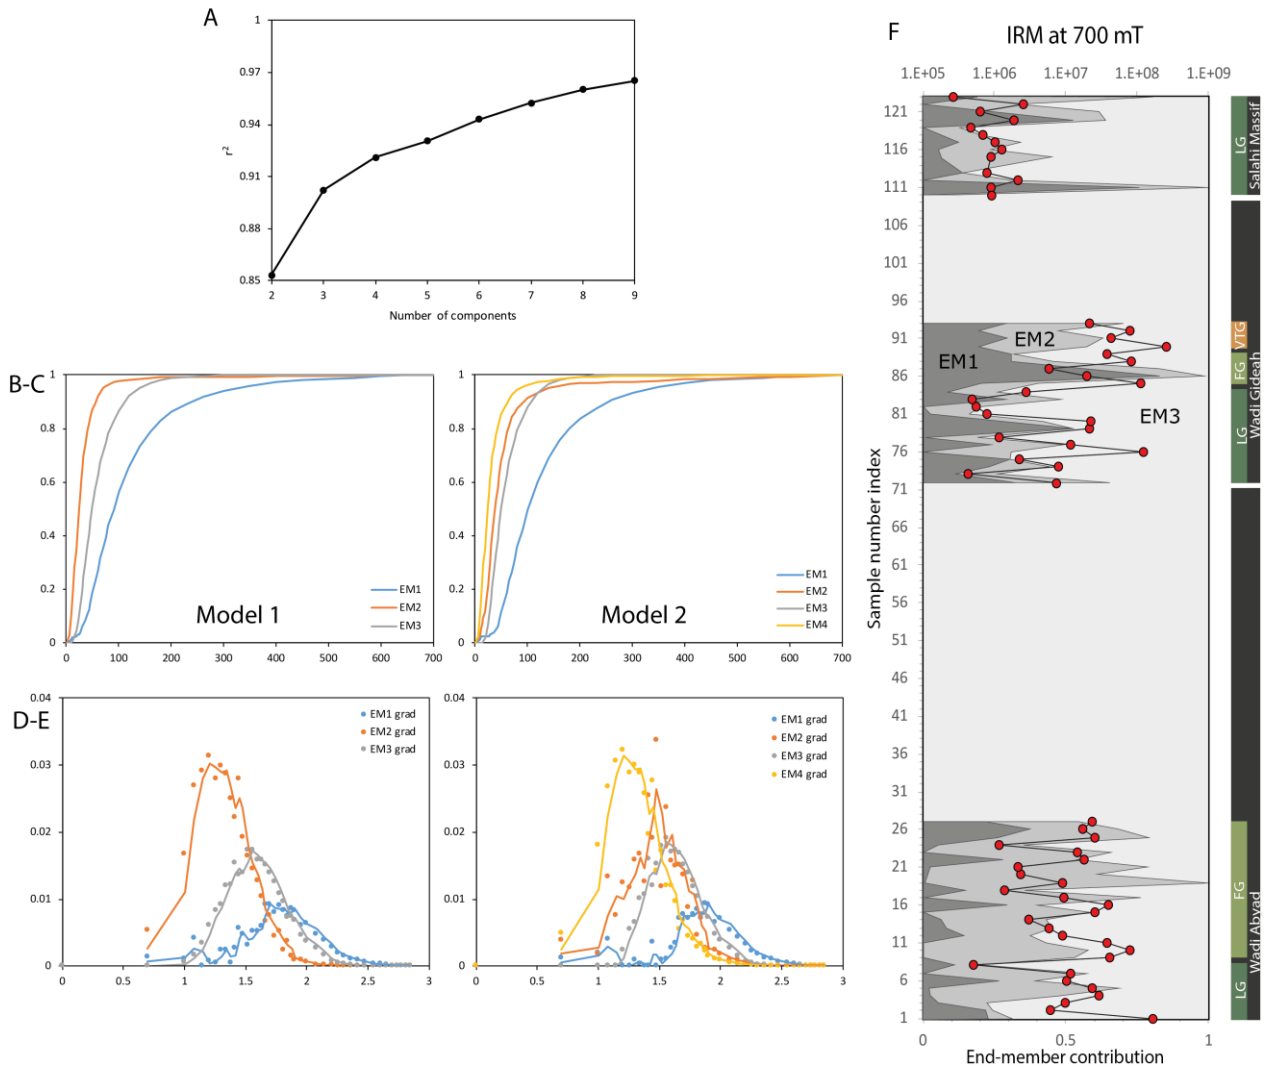 A
1
0.97
0.94
0.91
0.88
0.85
r²
2 3 4 5 6 7 8 9
Number of components
B-C
1
0.8
0.6
0.4
0.2
0
0 100 200 300 400 500 600 700
EM1
EM2
EM3
Model 1
1
0.8
0.6
0.4
0.2
0
0 100 200 300 400 500 600 700
EM1
EM2
EM3
EM4
Model 2
D-E
0.04
0.03
0.02
0.01
0
0 0.5 1 1.5 2 2.5 3
EM1 grad
EM2 grad
EM3 grad
0.04
0.03
0.02
0.01
0
0 0.5 1 1.5 2 2.5 3
EM1 grad
EM2 grad
EM3 grad
EM4 grad
F
IRM at 700 mT
1.E+05 1.E+06 1.E+07 1.E+08 1.E+09
121
116
111
106
101
96
91
86
81
76
71
66
61
56
51
46
41
36
31
26
21
16
11
6
1
Sample number index
EM1
EM2
EM3
0 0.5 1
End-member contribution
LG
Salahi Massif
VTG
FG
LG
Wadi Gideah
FG
LG
Wadi Abyad